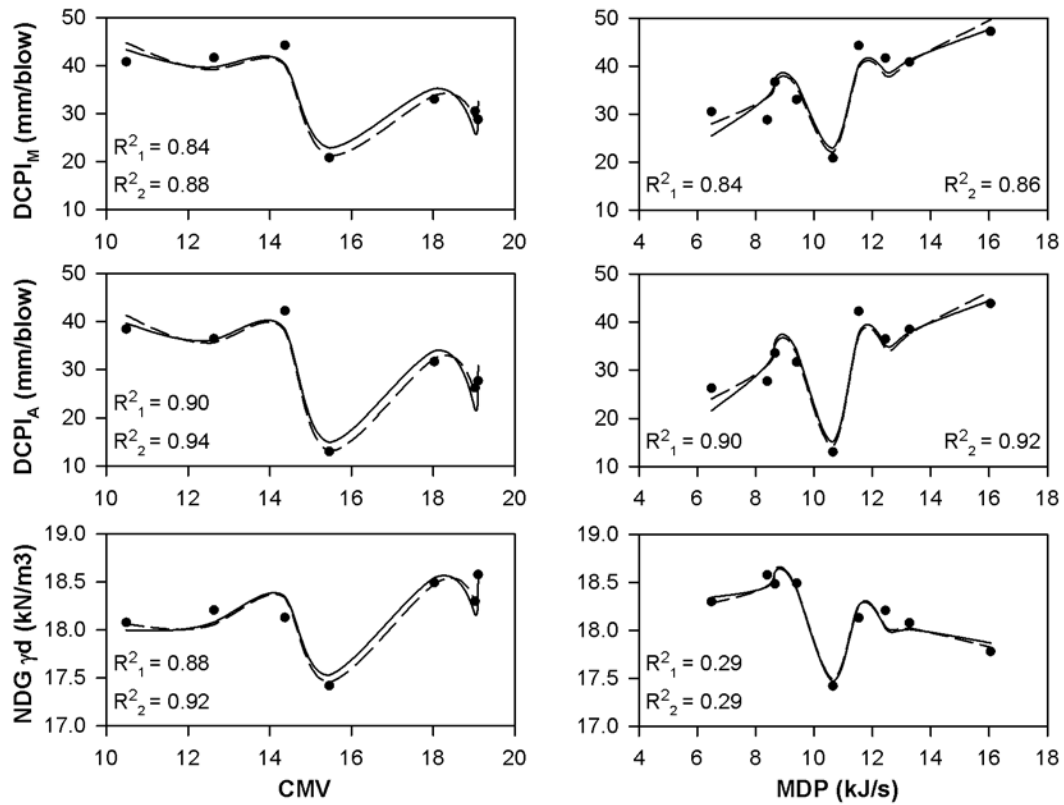 DCPI_M (mm/blow)
50
40
30
20
10
R²₁ = 0.84
R²₂ = 0.88
10 12 14 16 18 20
50
40
30
20
10
R²₁ = 0.84
R²₂ = 0.86
4 6 8 10 12 14 16 18
DCPI_A (mm/blow)
50
40
30
20
10
R²₁ = 0.90
R²₂ = 0.94
10 12 14 16 18 20
50
40
30
20
10
R²₁ = 0.90
R²₂ = 0.92
4 6 8 10 12 14 16 18
NDG γd (kN/m3)
19.0
18.5
18.0
17.5
17.0
R²₁ = 0.88
R²₂ = 0.92
10 12 14 16 18 20
CMV
19.0
18.5
18.0
17.5
17.0
R²₁ = 0.29
R²₂ = 0.29
4 6 8 10 12 14 16 18
MDP (kJ/s)